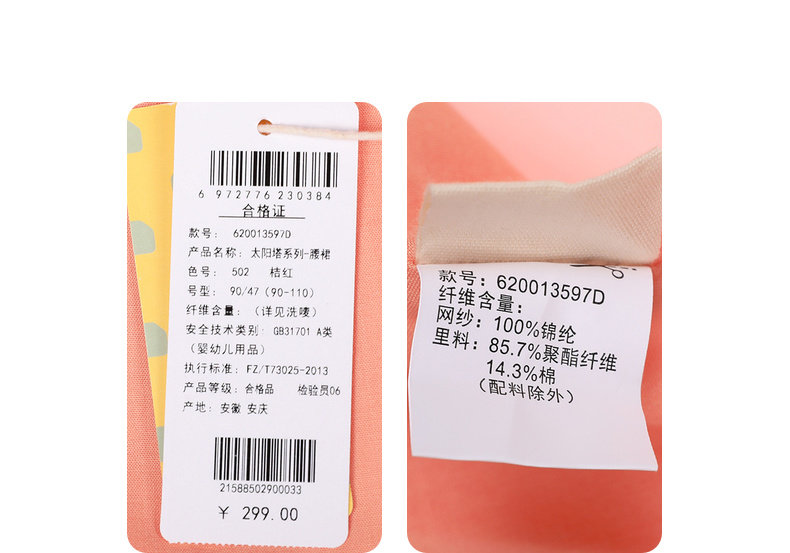 6 972776 230384
合格证
款号: 620013597D
产品名称: 太阳塔系列-腰裙
色号: 502 桔红
号型: 90/47 (90-110)
纤维含量: (详见洗唛)
安全技术类别: GB31701 A类
(婴幼儿用品)
执行标准: FZ/T73025-2013
产品等级: 合格品 检验员06
产地: 安徽 安庆
21588502900033
¥ 299.00
款号: 620013597D
纤维含量:
网纱: 100%锦纶
里料: 85.7%聚酯纤维
14.3%棉
(配料除外)